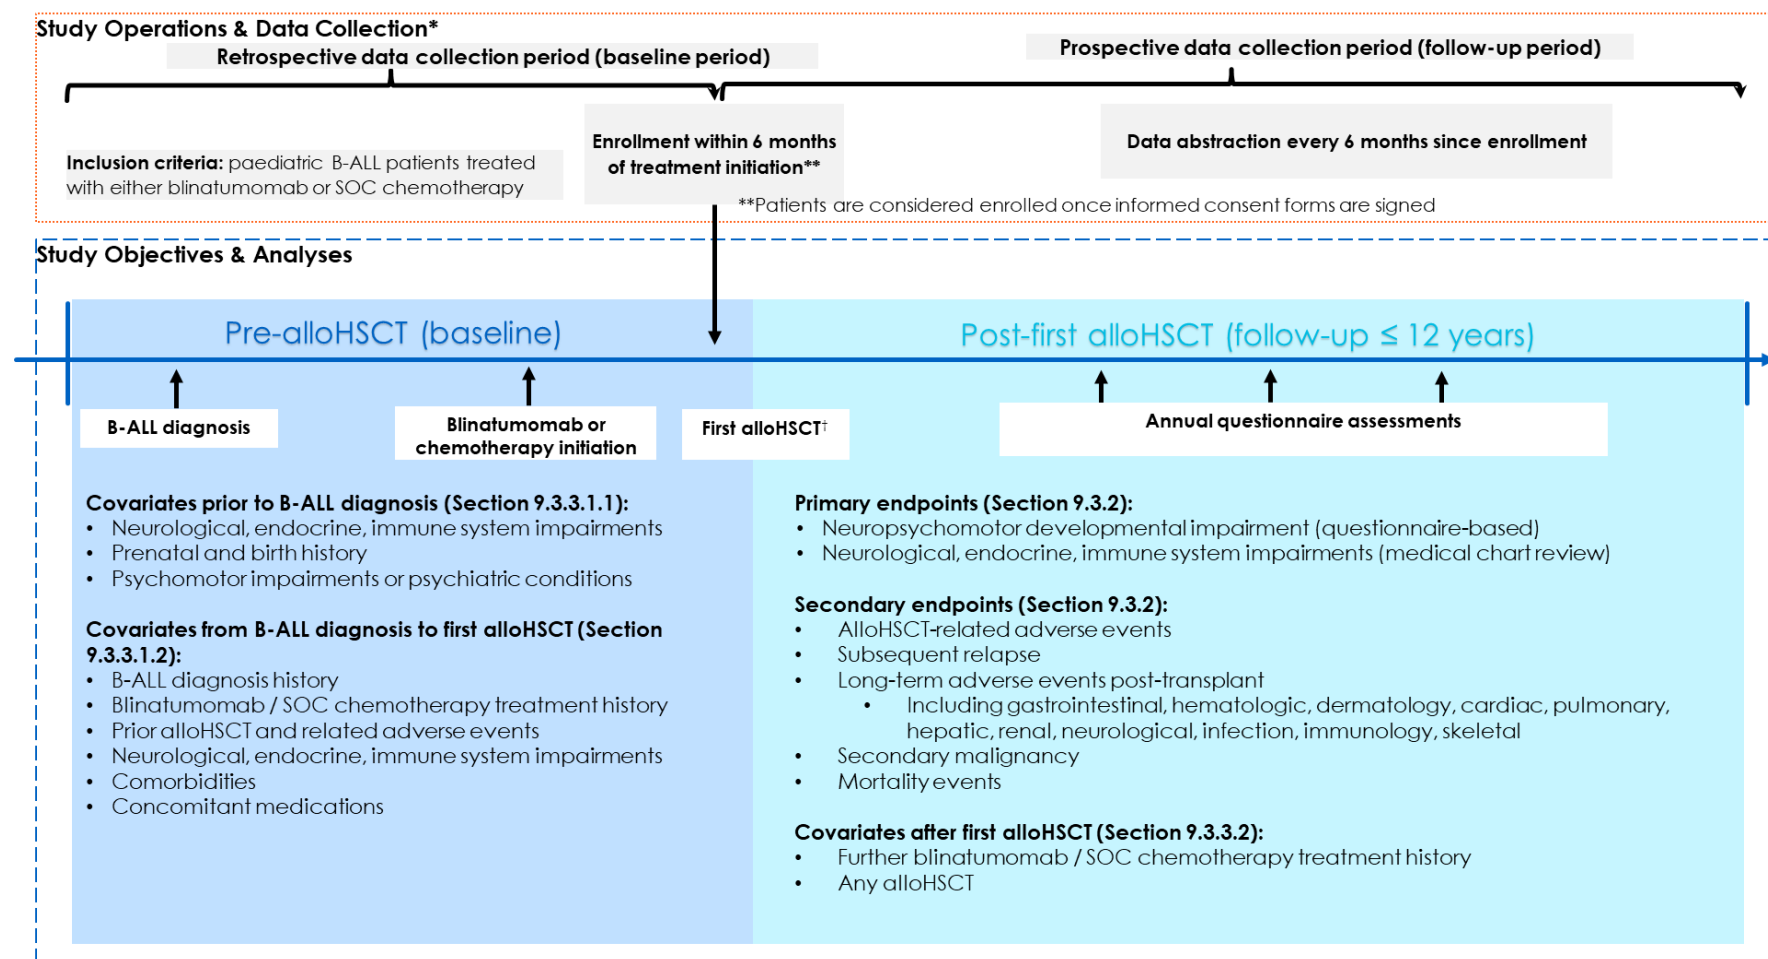 Study Operations & Data Collection*
Retrospective data collection period (baseline period)
Prospective data collection period (follow-up period)
Inclusion criteria: paediatric B-ALL patients treated
with either blinatumomab or SOC chemotherapy
Enrollment within 6 months
of treatment initiation**
Data abstraction every 6 months since enrollment
**Patients are considered enrolled once informed consent forms are signed
Study Objectives & Analyses
Pre-alloHSCT (baseline)
Post-first alloHSCT (follow-up ≤ 12 years)
B-ALL diagnosis
Blinatumomab or
chemotherapy initiation
First alloHSCT†
Annual questionnaire assessments
Covariates prior to B-ALL diagnosis (Section 9.3.3.1.1):
• Neurological, endocrine, immune system impairments
• Prenatal and birth history
• Psychomotor impairments or psychiatric conditions
Covariates from B-ALL diagnosis to first alloHSCT (Section
9.3.3.1.2):
• B-ALL diagnosis history
• Blinatumomab / SOC chemotherapy treatment history
• Prior alloHSCT and related adverse events
• Neurological, endocrine, immune system impairments
• Comorbidities
• Concomitant medications
Primary endpoints (Section 9.3.2):
• Neuropsychomotor developmental impairment (questionnaire-based)
• Neurological, endocrine, immune system impairments (medical chart review)
Secondary endpoints (Section 9.3.2):
• AlloHSCT-related adverse events
• Subsequent relapse
• Long-term adverse events post-transplant
• Including gastrointestinal, hematologic, dermatology, cardiac, pulmonary,
hepatic, renal, neurological, infection, immunology, skeletal
• Secondary malignancy
• Mortality events
Covariates after first alloHSCT (Section 9.3.3.2):
• Further blinatumomab / SOC chemotherapy treatment history
• Any alloHSCT